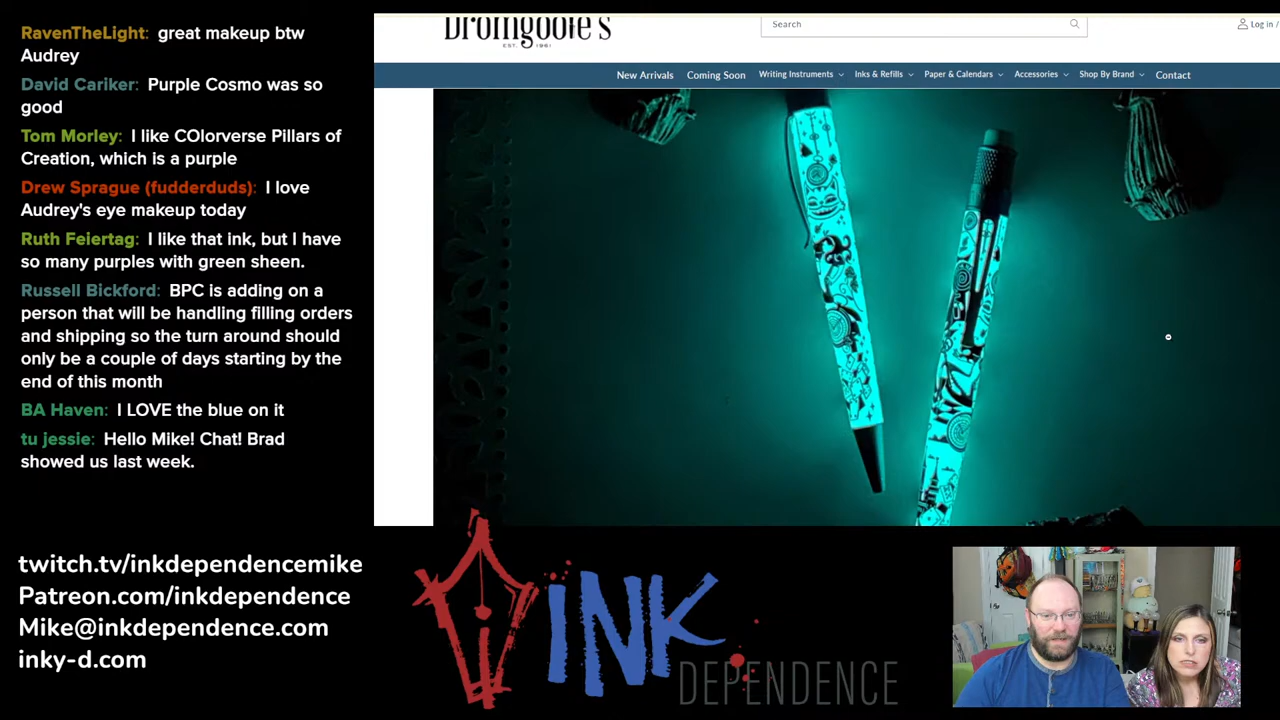 RavenTheLight: great makeup btw
Audrey
David Cariker: Purple Cosmo was so
good
Tom Morley: I like COlorverse Pillars of
Creation, which is a purple
Drew Sprague (fudderduds): I love
Audrey's eye makeup today
Ruth Feiertag: I like that ink, but I have
so many purples with green sheen.
Russell Bickford: BPC is adding on a
person that will be handling filling orders
and shipping so the turn around should
only be a couple of days starting by the
end of this month
BA Haven: I LOVE the blue on it
tu jessie: Hello Mike! Chat! Brad
showed us last week.
twitch.tv/inkdependencemike
Patreon.com/inkdependence
Mike@inkdependence.com
inky-d.com
Dromgoole's
EST. 1961
Search
Log in /
New Arrivals Coming Soon Writing Instruments Inks & Refills Paper & Calendars Accessories Shop By Brand Contact
INK
DEPENDENCE